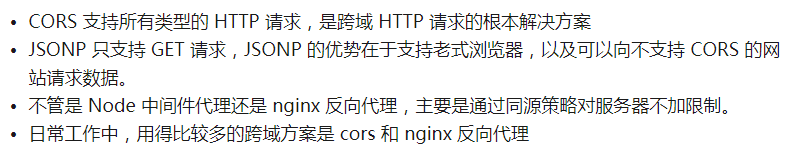 • CORS 支持所有类型的 HTTP 请求，是跨域 HTTP 请求的根本解决方案
• JSONP 只支持 GET 请求，JSONP 的优势在于支持老式浏览器，以及可以向不支持 CORS 的网
站请求数据。
• 不管是 Node 中间件代理还是 nginx 反向代理，主要是通过同源策略对服务器不加限制。
• 日常工作中，用得比较多的跨域方案是 cors 和 nginx 反向代理